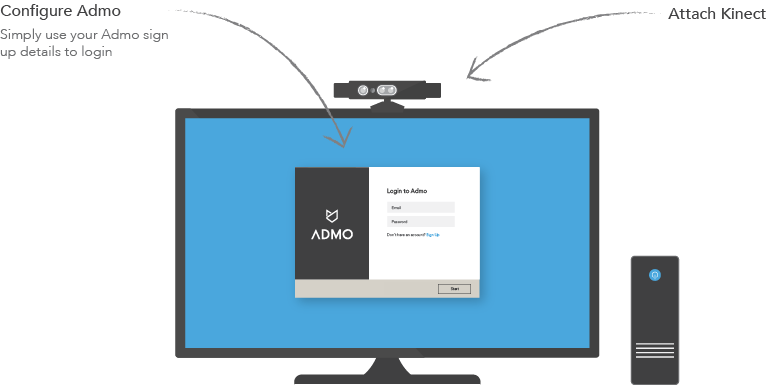 Configure Admo
Simply use your Admo sign
up details to login
Attach Kinect
Login to Admo
Email
Password
Don't have an account? Sign Up
ADMO
Start